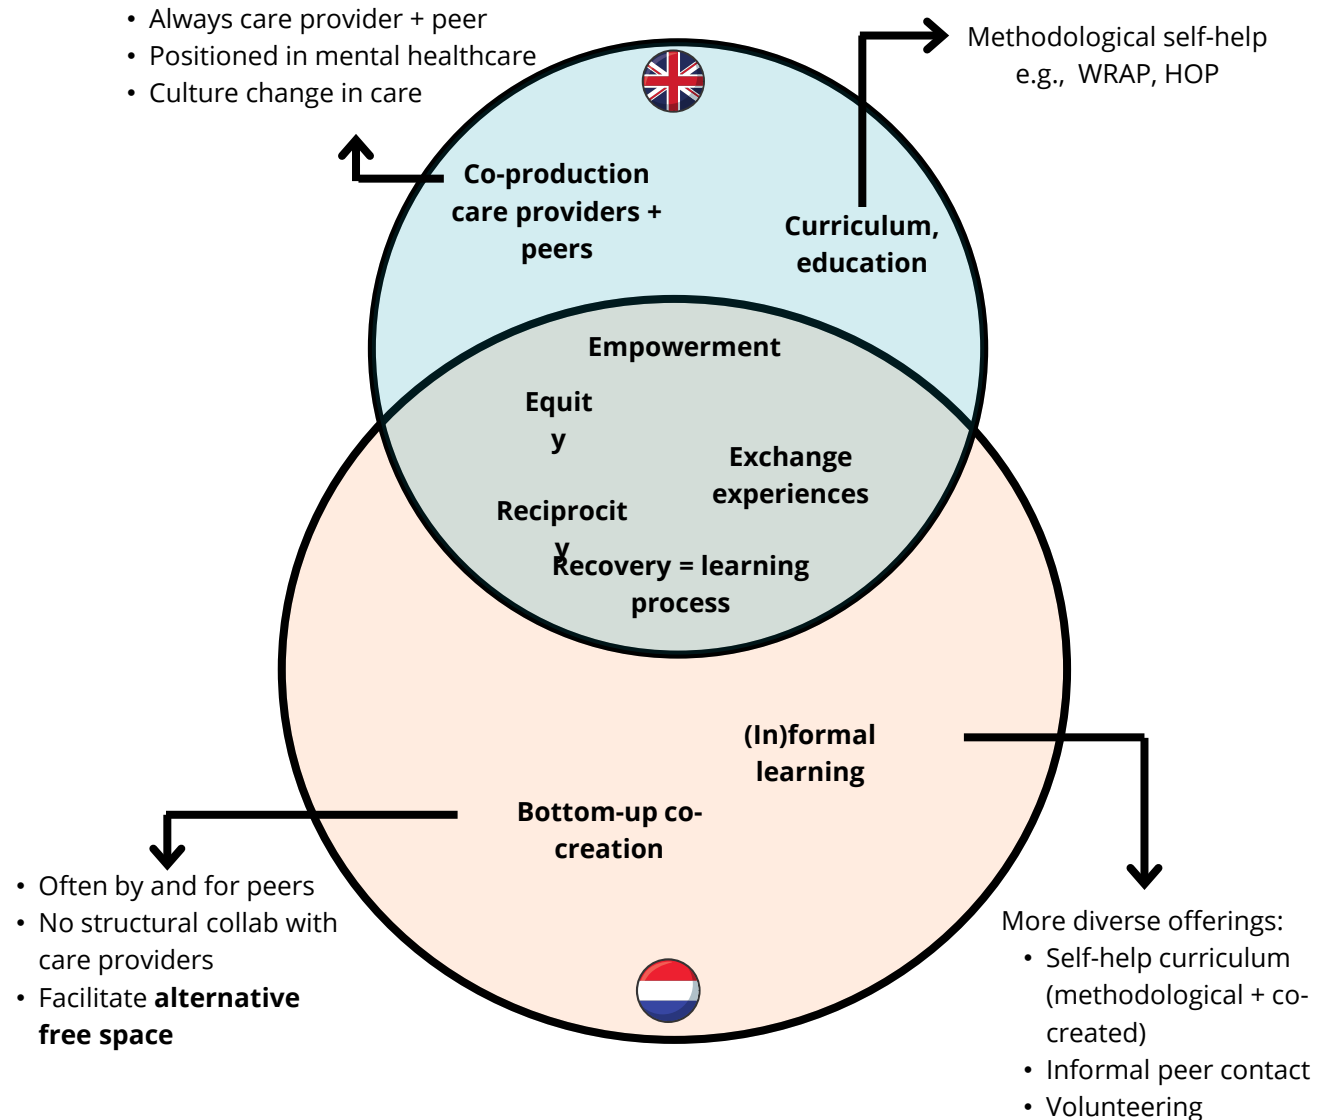 • Always care provider + peer
• Positioned in mental healthcare
• Culture change in care
Methodological self-help
e.g., WRAP, HOP
Co-production
care providers +
peers
Curriculum,
education
Empowerment
Equit
y
Exchange
experiences
Reciprocit
y
Recovery = learning
process
(In)formal
learning
Bottom-up co-
creation
• Often by and for peers
• No structural collab with
care providers
• Facilitate alternative
free space
More diverse offerings:
• Self-help curriculum
(methodological + co-
created)
• Informal peer contact
• Volunteering